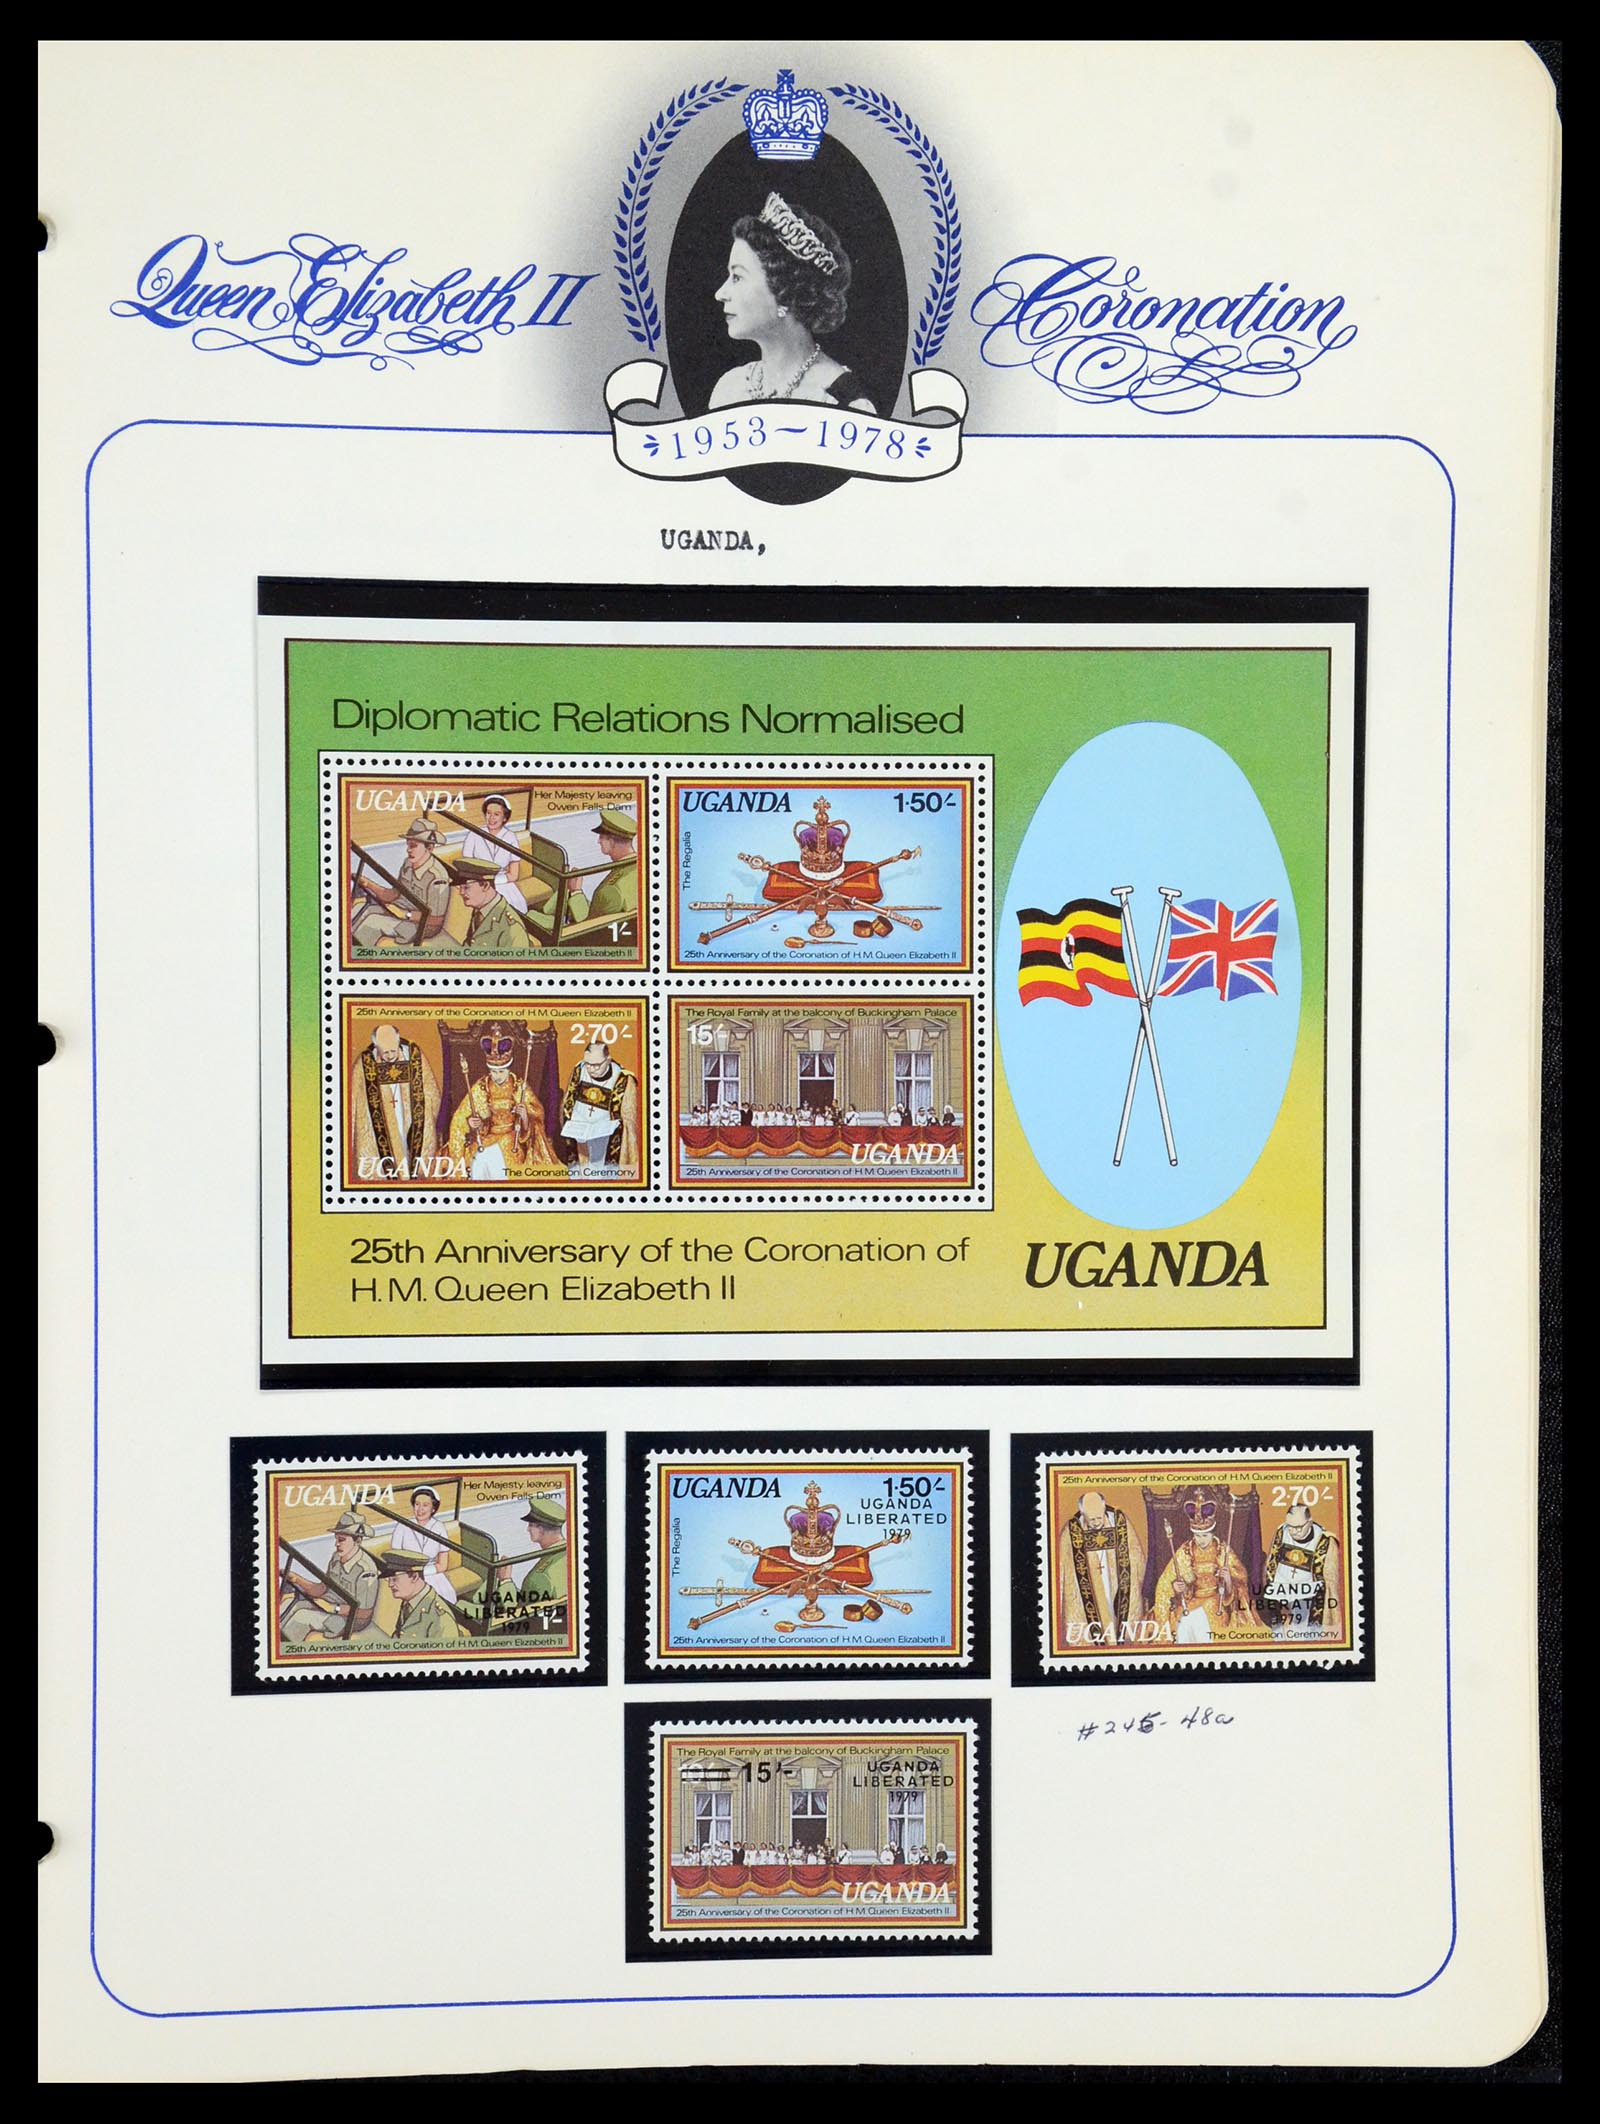 Queen Elizabeth II Coronation
1953~1978
UGANDA,
Diplomatic Relations Normalised
UGANDA
Her Majesty leaving
Owen Falls Dam
1/-
25th Anniversary of the Coronation of H.M. Queen Elizabeth II
UGANDA 1·50/-
The Regalia
25th Anniversary of the Coronation of H.M. Queen Elizabeth II
25th Anniversary of the Coronation of H.M. Queen Elizabeth II
2·70/-
UGANDA The Coronation Ceremony
The Royal Family at the balcony of Buckingham Palace
15/-
UGANDA
25th Anniversary of the Coronation of H.M. Queen Elizabeth II
25th Anniversary of the Coronation of
H.M. Queen Elizabeth II
UGANDA
UGANDA
Her Majesty leaving
Owen Falls Dam
UGANDA
LIBERATED
1979
1/-
25th Anniversary of the Coronation of H.M. Queen Elizabeth II
UGANDA 1·50/-
UGANDA
LIBERATED
1979
The Regalia
25th Anniversary of the Coronation of H.M. Queen Elizabeth II
25th Anniversary of the Coronation of H.M. Queen Elizabeth II
2·70/-
UGANDA
LIBERATED
1979
UGANDA The Coronation Ceremony
#245-48a
The Royal Family at the balcony of Buckingham Palace
15/-
UGANDA
LIBERATED
1979
UGANDA
25th Anniversary of the Coronation of H.M. Queen Elizabeth II